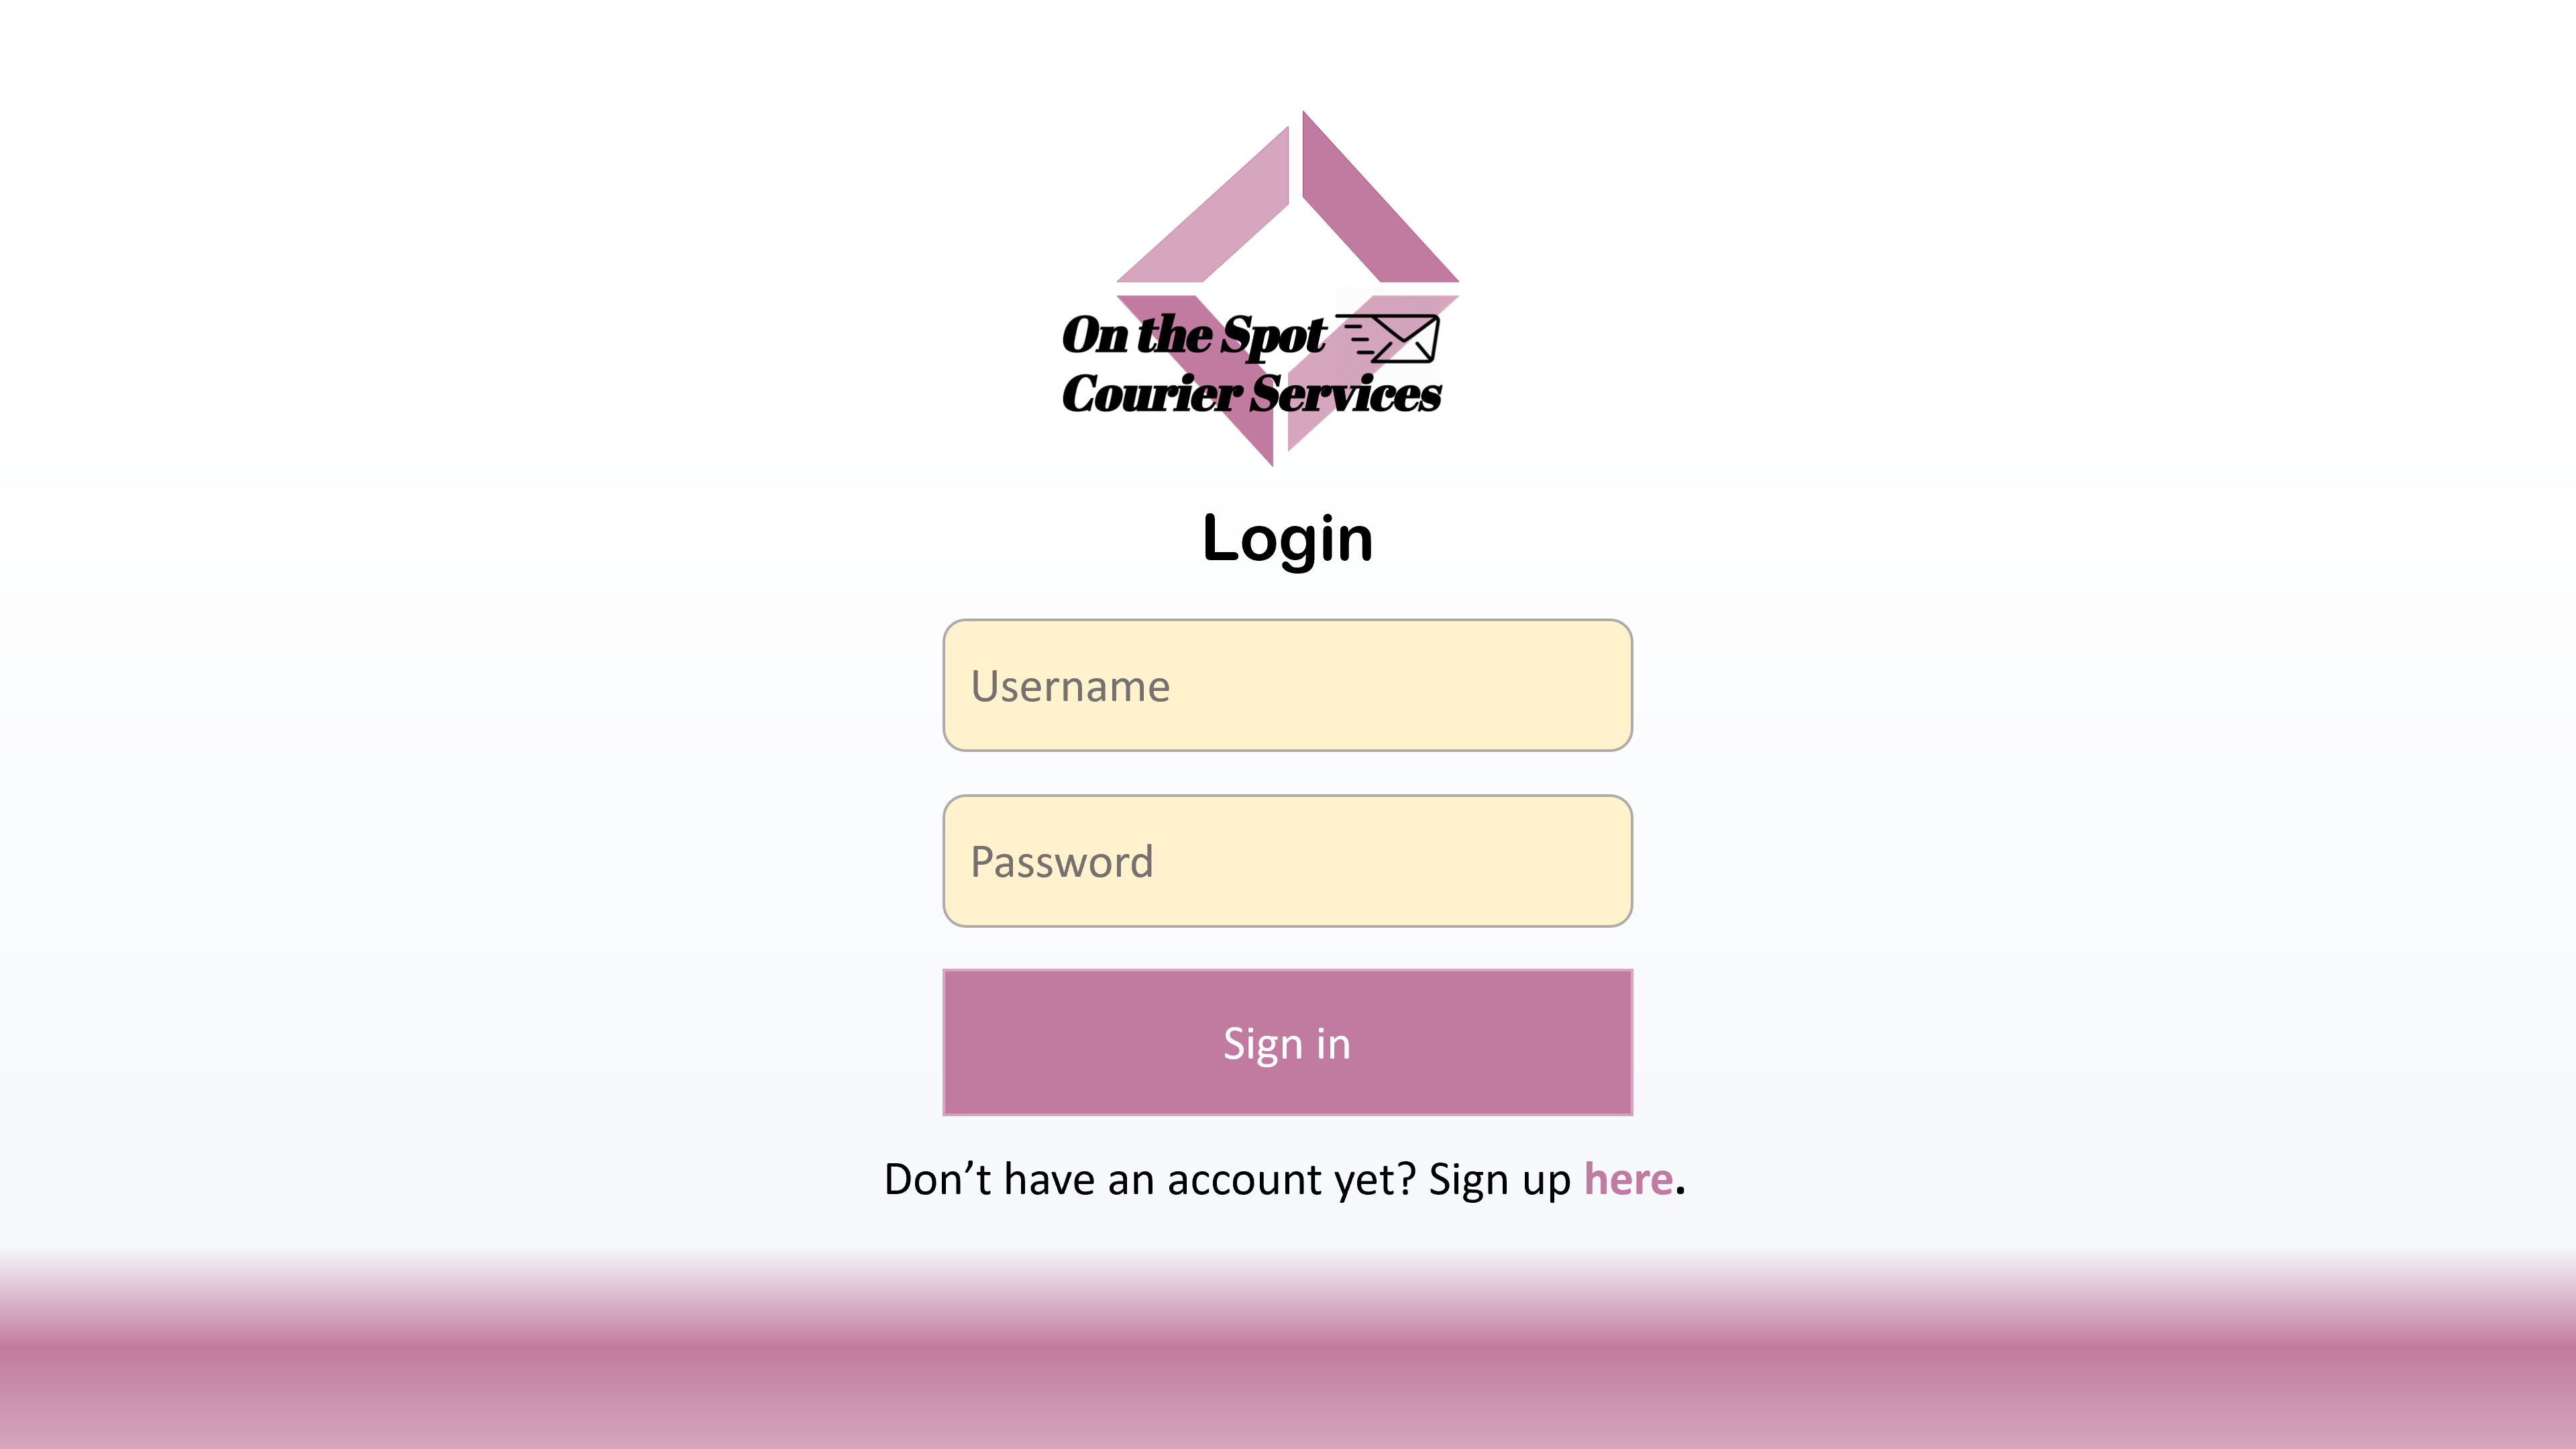 On the Spot
Courier Services
Login
Username
Password
Sign in
Don’t have an account yet? Sign up here.